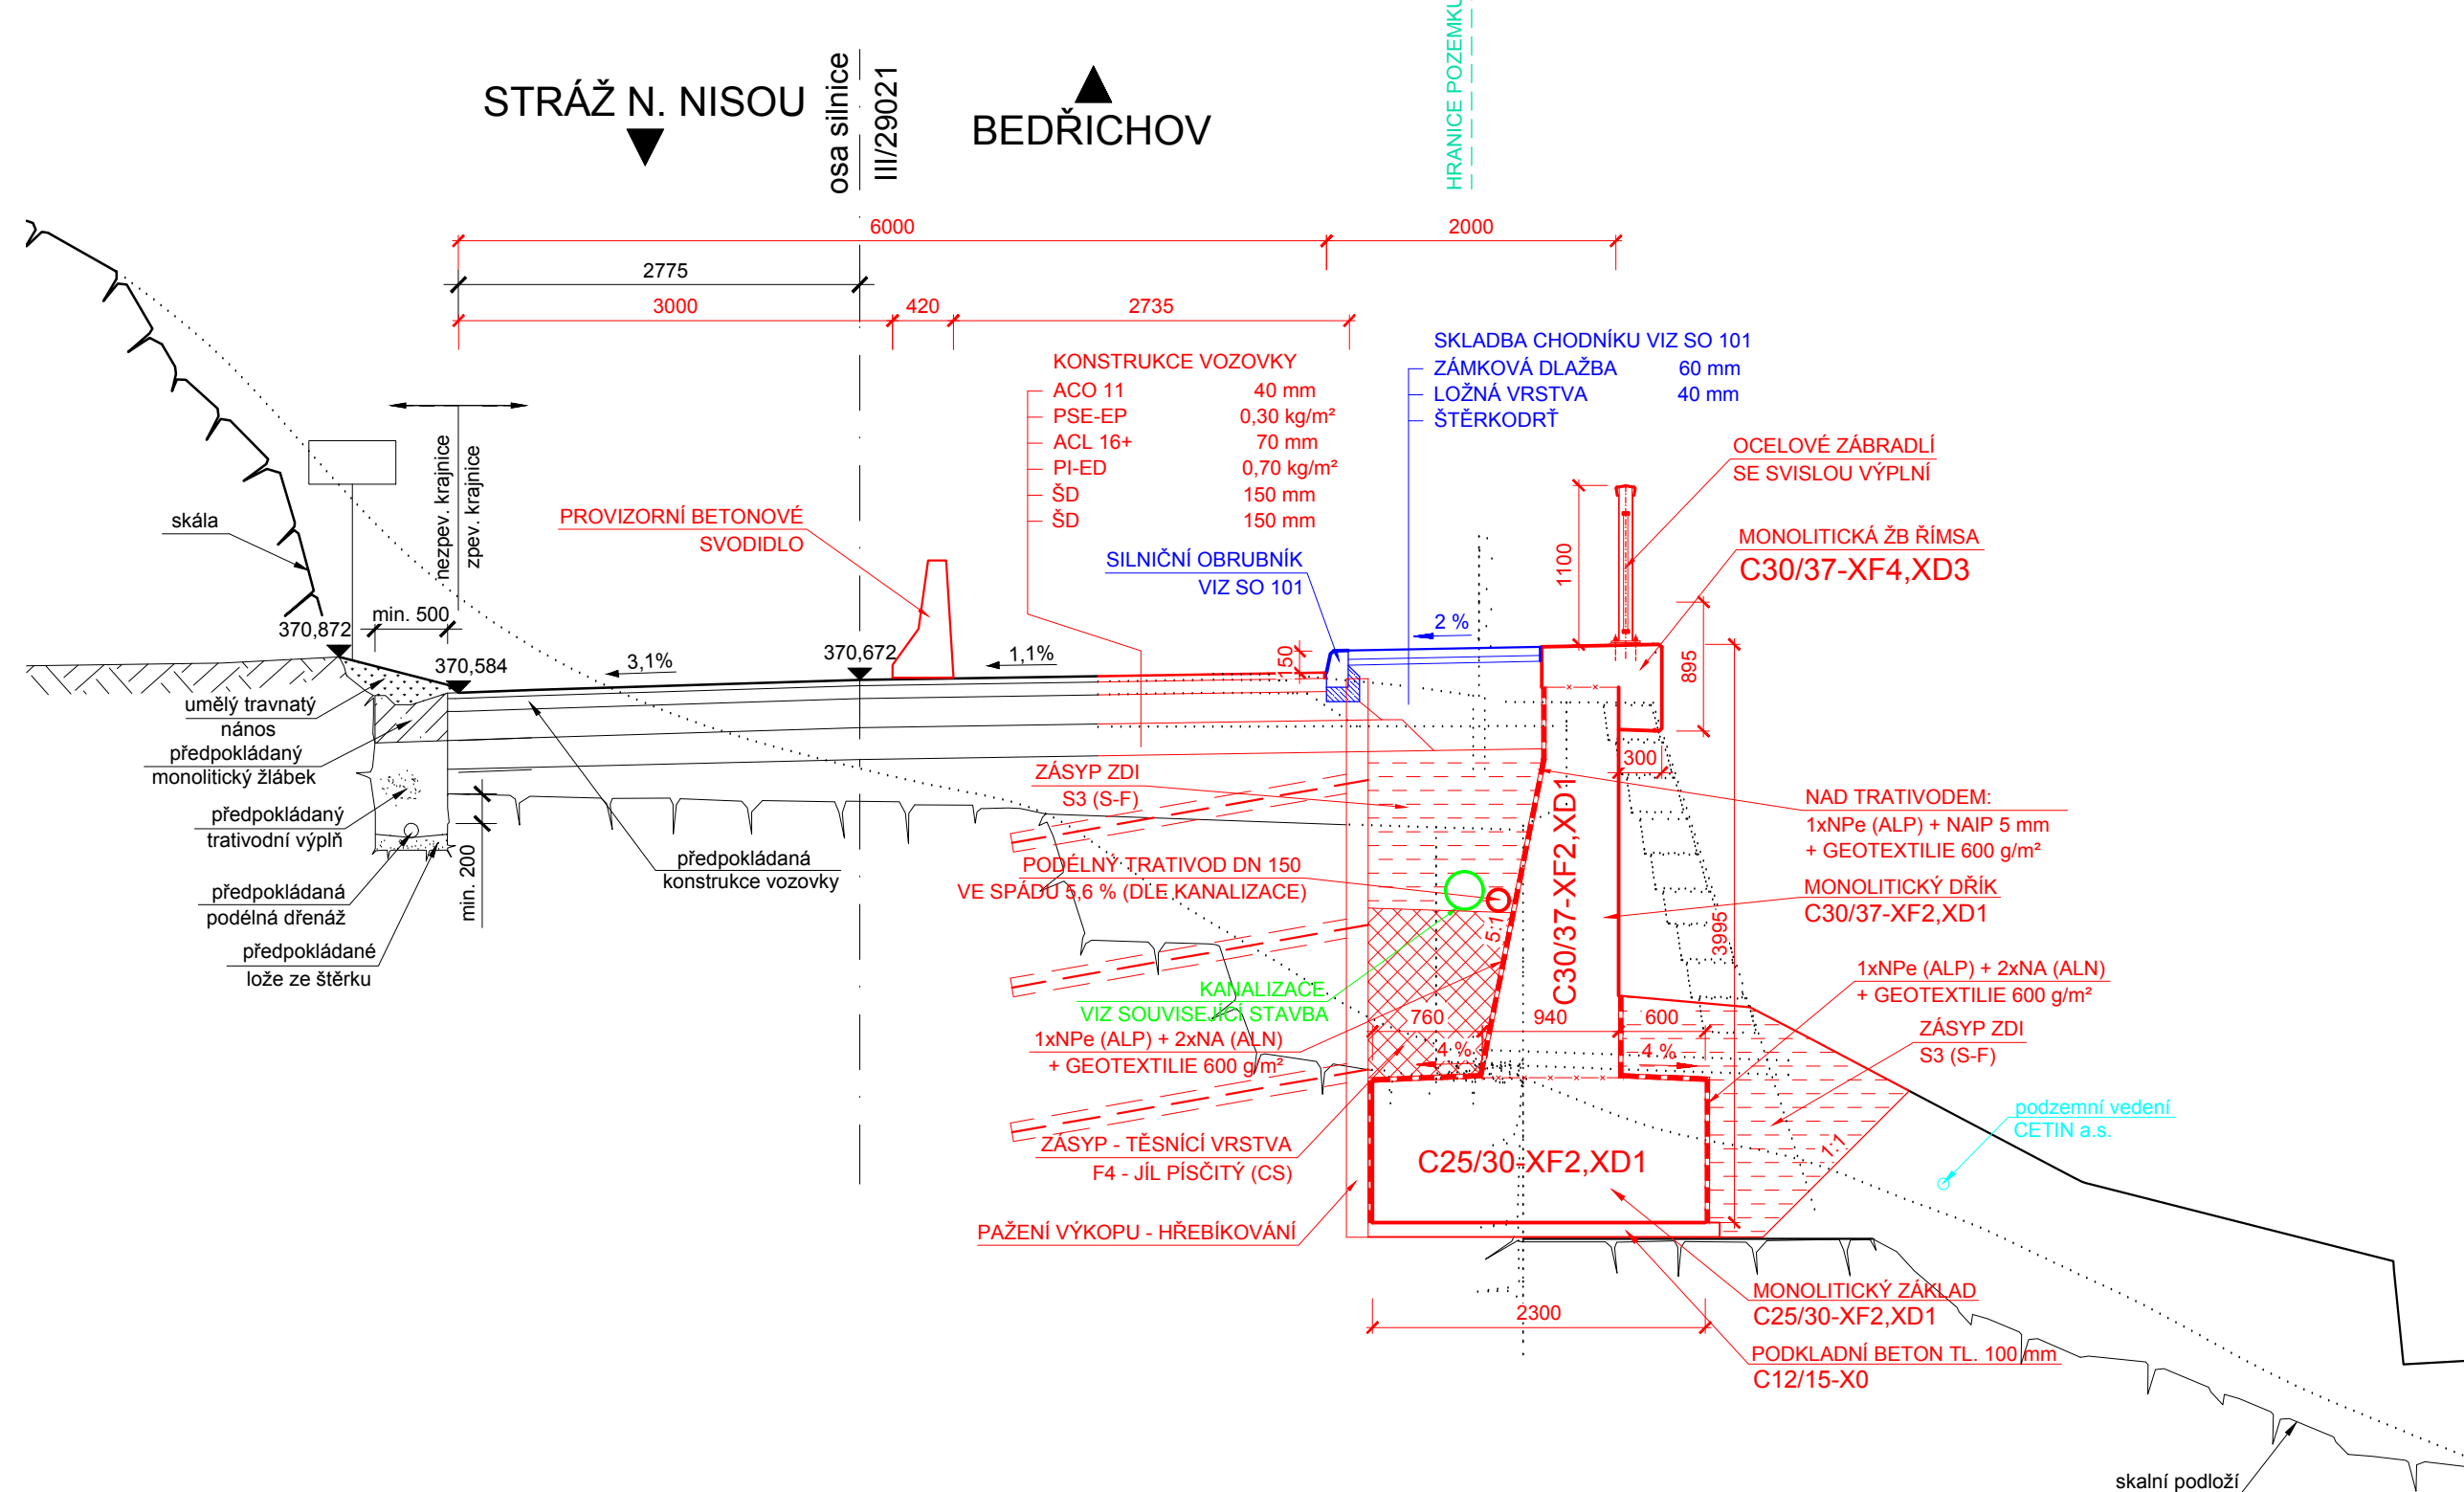 HRANICE POZEMKU
STRÁŽ N. NISOU
osa silnice
III/29021
BEDŘICHOV
6000
2000
2775
3000
420
2735
KONSTRUKCE VOZOVKY
ACO 11 40 mm
PSE-EP 0,30 kg/m²
ACL 16+ 70 mm
PI-ED 0,70 kg/m²
ŠD 150 mm
ŠD 150 mm
SKLADBA CHODNÍKU VIZ SO 101
ZÁMKOVÁ DLAŽBA 60 mm
LOŽNÁ VRSTVA 40 mm
ŠTĚRKODRŤ
OCELOVÉ ZÁBRADLÍ
SE SVISLOU VÝPLNÍ
MONOLITICKÁ ŽB ŘÍMSA
C30/37-XF4,XD3
nezpev. krajnice
zpev. krajnice
skála
PROVIZORNÍ BETONOVÉ
SVODIDLO
SILNIČNÍ OBRUBNÍK
VIZ SO 101
1100
min. 500
370,872
370,584
3,1%
370,672
1,1%
150
2 %
895
umělý travnatý
nános
předpokládaný
monolitický žlábek
předpokládaný
trativodní výplň
předpokládaná
podélná dřenáž
předpokládané
lože ze štěrku
min. 200
předpokládaná
konstrukce vozovky
ZÁSYP ZDI
S3 (S-F)
300
NAD TRATIVODEM:
1xNPe (ALP) + NAIP 5 mm
+ GEOTEXTILIE 600 g/m²
PODÉLNÝ TRATIVOD DN 150
VE SPÁDU 5,6 % (DLE KANALIZACE)
C30/37-XF2,XD1
5:1
MONOLITICKÝ DŘÍK
C30/37-XF2,XD1
3995
KANALIZACE
VIZ SOUVISEJÍCÍ STAVBA
1xNPe (ALP) + 2xNA (ALN)
+ GEOTEXTILIE 600 g/m²
760
940
600
4 %
4 %
1xNPe (ALP) + 2xNA (ALN)
+ GEOTEXTILIE 600 g/m²
ZÁSYP ZDI
S3 (S-F)
podzemní vedení
CETIN a.s.
1:1
ZÁSYP - TĚSNÍCÍ VRSTVA
F4 - JÍL PÍSČITÝ (CS)
C25/30-XF2,XD1
PAŽENÍ VÝKOPU - HŘEBÍKOVÁNÍ
2300
MONOLITICKÝ ZÁKLAD
C25/30-XF2,XD1
PODKLADNÍ BETON TL. 100 mm
C12/15-X0
skalní podloží